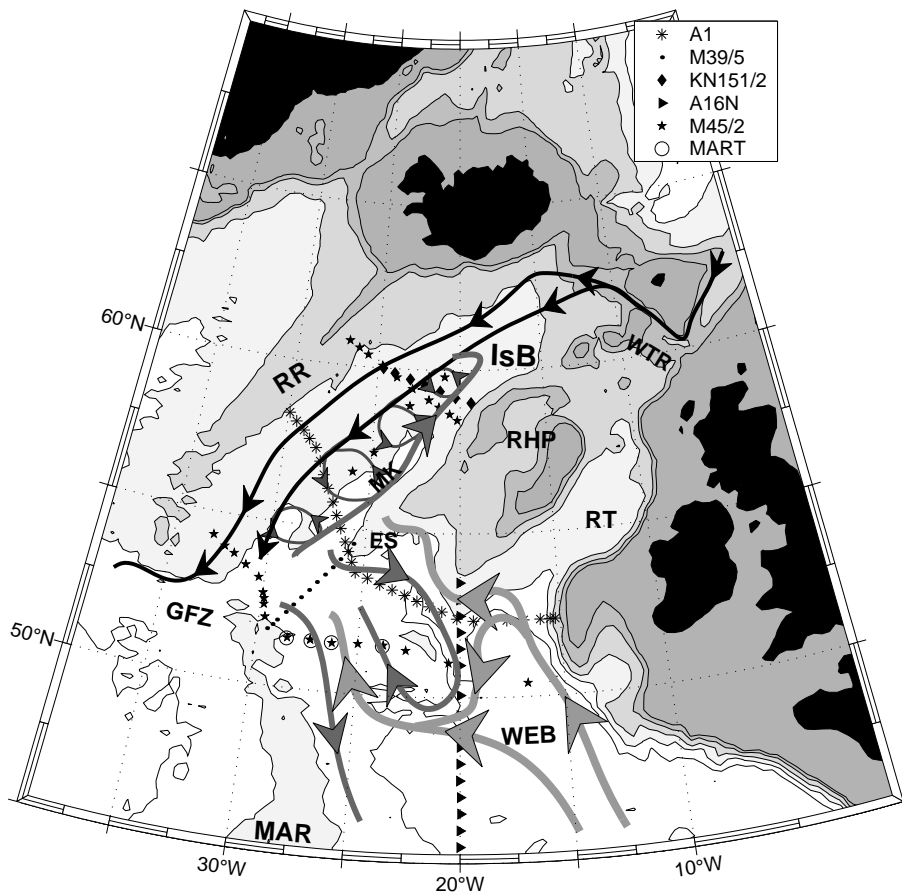 A1
M39/5
KN151/2
A16N
M45/2
MART
60°N
WTR
IsB
RR
RHP
MK
RT
ES
GFZ
50°N
WEB
MAR
30°W
20°W
10°W